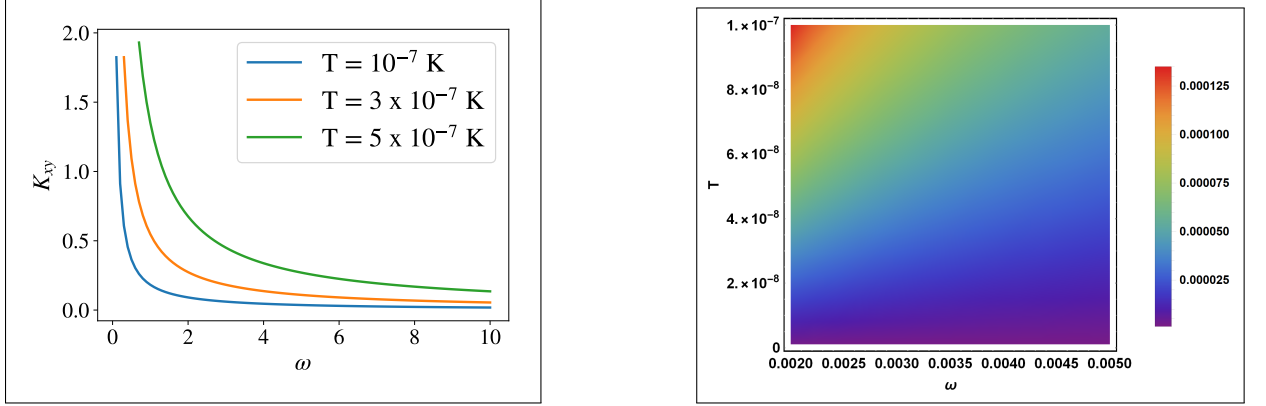 2.0
1.5
1.0
0.5
0.0
K_xy
T = 10⁻⁷ K
T = 3 x 10⁻⁷ K
T = 5 x 10⁻⁷ K
0 2 4 6 8 10
ω
1.×10⁻⁷
8.×10⁻⁸
6.×10⁻⁸
4.×10⁻⁸
2.×10⁻⁸
0
T
0.0020 0.0025 0.0030 0.0035 0.0040 0.0045 0.0050
ω
0.000125
0.000100
0.000075
0.000050
0.000025